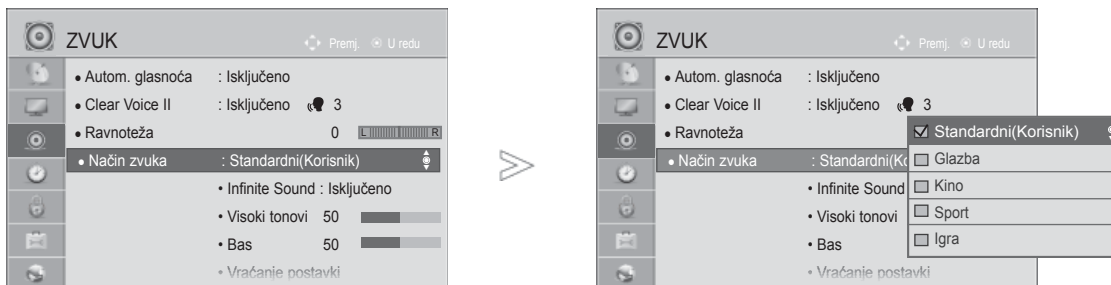 ZVUK
Premj. U redu
• Autom. glasnoća : Isključeno
• Clear Voice II : Isključeno 3
• Ravnoteža 0 L R
• Način zvuka : Standardni(Korisnik)
• Infinite Sound : Isključeno
• Visoki tonovi 50
• Bas 50
• Vraćanje postavki
ZVUK
Premj. U redu
• Autom. glasnoća : Isključeno
• Clear Voice II : Isključeno 3
• Ravnoteža
• Način zvuka : Standardni(Ko
• Infinite Sound
• Visoki tonovi
• Bas
• Vraćanje postavki
Standardni(Korisnik)
Glazba
Kino
Sport
Igra